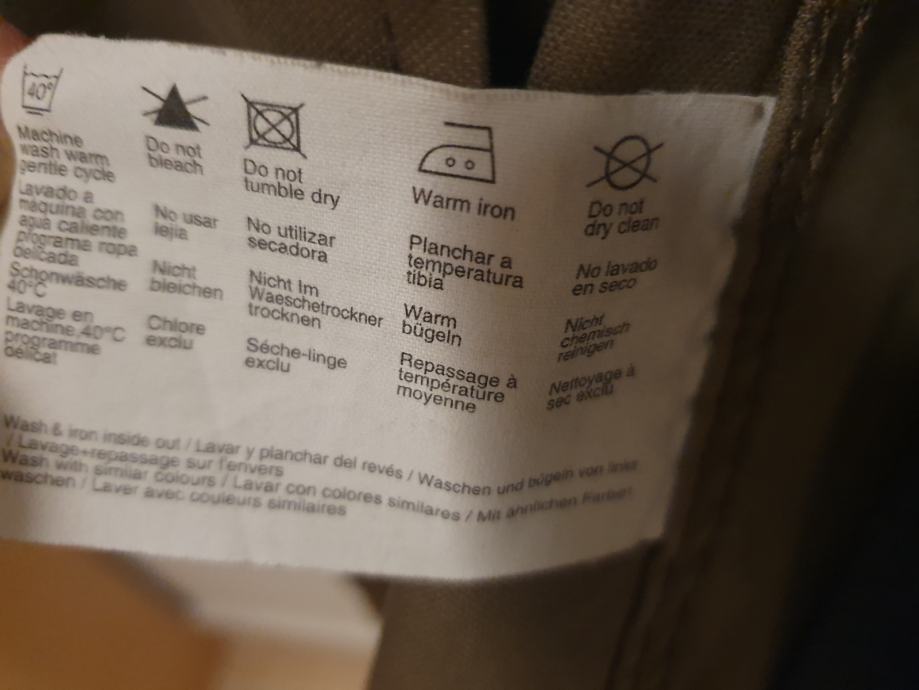 40°
Machine
wash warm
gentle cycle
Lavado a
máquina con
agua caliente
programa ropa
delicada
Schonwäsche
40°C
Lavage en
machine 40°C
programme
délicat
Do not
bleach
No usar
lejia
Nicht
bleichen
Chlore
exclu
Do not
tumble dry
No utilizar
secadora
Nicht Im
Waeschetrockner
trocknen
Séche-linge
exclu
Warm iron
Planchar a
temperatura
tibia
Warm
bügeln
Repassage à
température
moyenne
Do not
dry clean
No lavado
en seco
Nicht
chemisch
reinigen
Nettoyage à
sec exclu
Wash & iron inside out / Lavar y planchar del revés / Waschen und bügeln von links
/ Lavage+repassage sur l'envers
Wash with similar colours / Lavar con colores similares / Mit ähnlichen Farben
waschen / Laver avec couleurs similaires